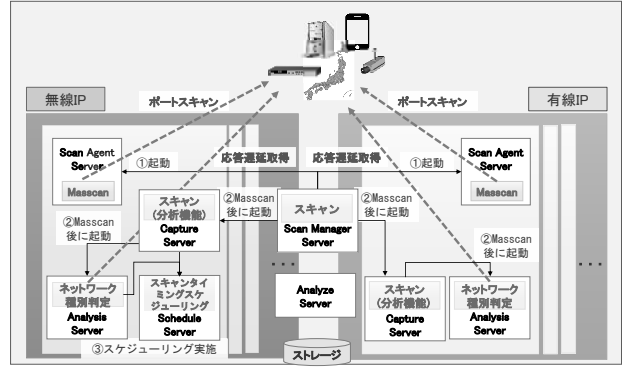 無線IP
有線IP
ポートスキャン
ポートスキャン
Scan Agent
Server
Masscan
①起動
応答遅延取得
応答遅延取得
①起動
Scan Agent
Server
Masscan
②Masscan
後に起動
スキャン
(分析機能)
Capture
Server
②Masscan
後に起動
スキャン
Scan Manager
Server
②Masscan
後に起動
②Masscan
後に起動
ネットワーク
種別判定
Analysis
Server
スキャンタイ
ミングスケ
ジューリング
Schedule
Server
Analyze
Server
スキャン
(分析機能)
Capture
Server
ネットワーク
種別判定
Analysis
Server
③スケジューリング実施
ストレージ